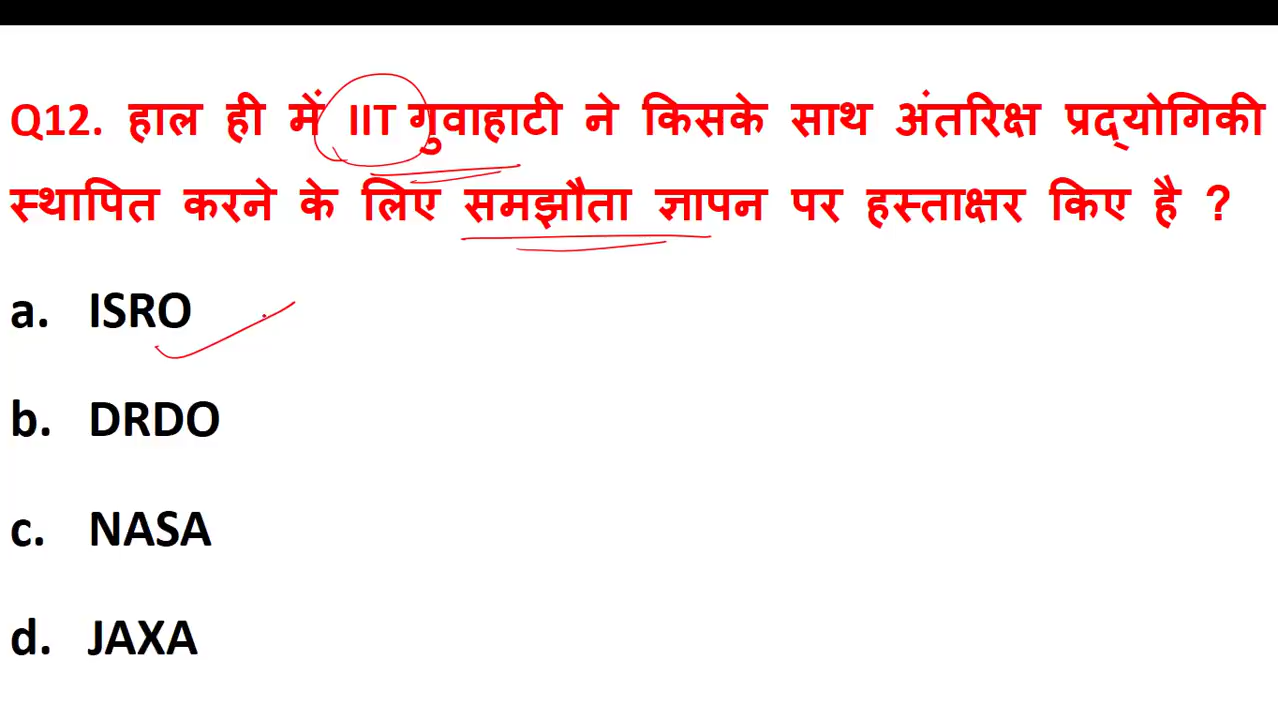 Q12. हाल ही में IIT गुवाहाटी ने किसके साथ अंतरिक्ष प्रद्योगिकी
स्थापित करने के लिए समझौता ज्ञापन पर हस्ताक्षर किए है ?
a. ISRO
b. DRDO
c. NASA
d. JAXA